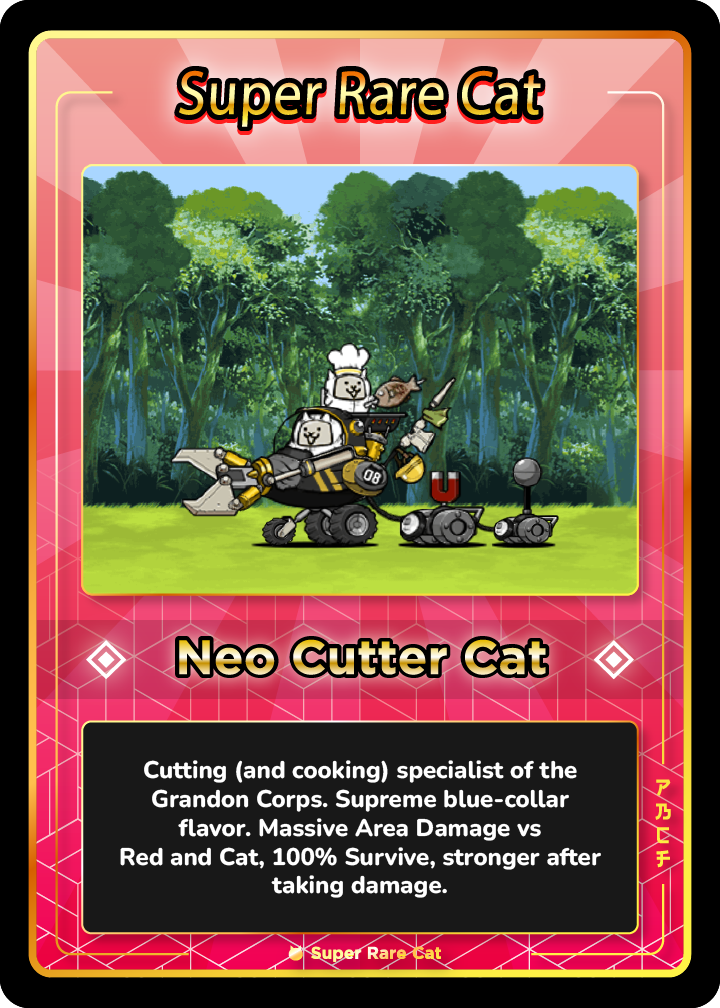 Super Rare Cat
08
Neo Cutter Cat
Cutting (and cooking) specialist of the
Grandon Corps. Supreme blue-collar
flavor. Massive Area Damage vs
Red and Cat, 100% Survive, stronger after
taking damage.
Super Rare Cat